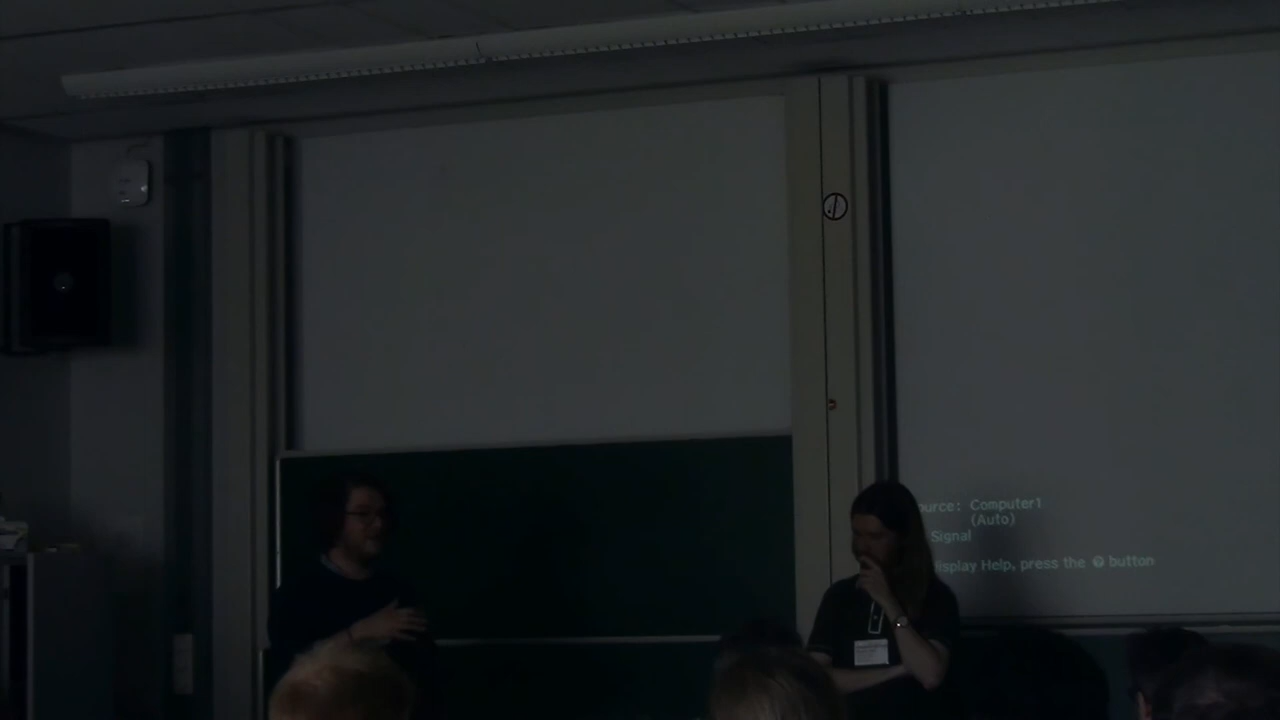 ource: Computer1
(Auto)
Signal
isplay Help, press the ? button